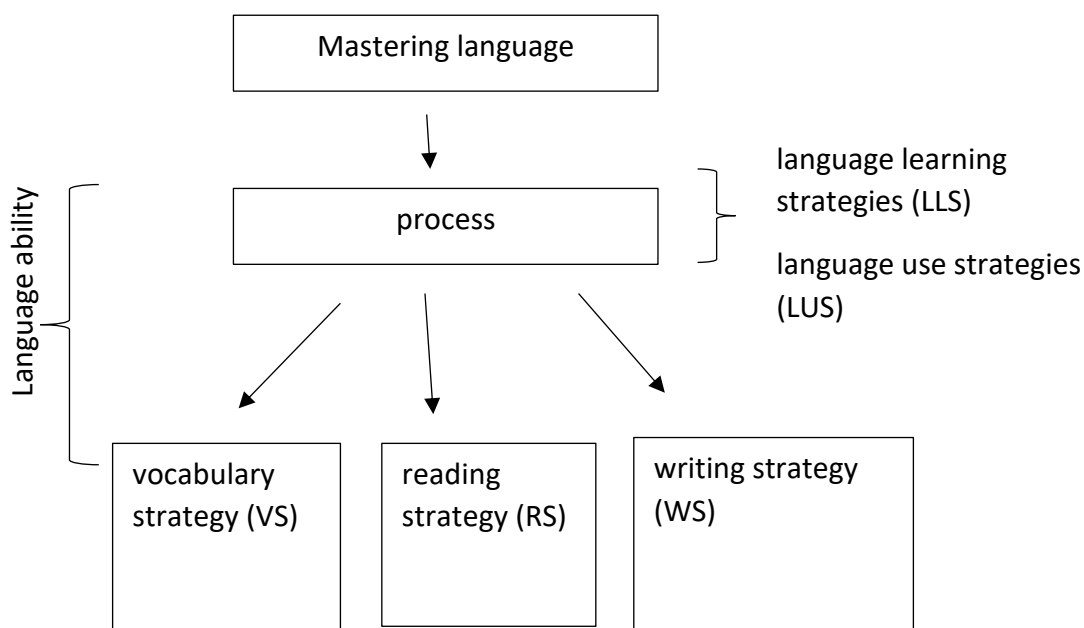 Mastering language
language learning
strategies (LLS)
process
language use strategies
(LUS)
Language ability
vocabulary
strategy (VS)
reading
strategy (RS)
writing strategy
(WS)